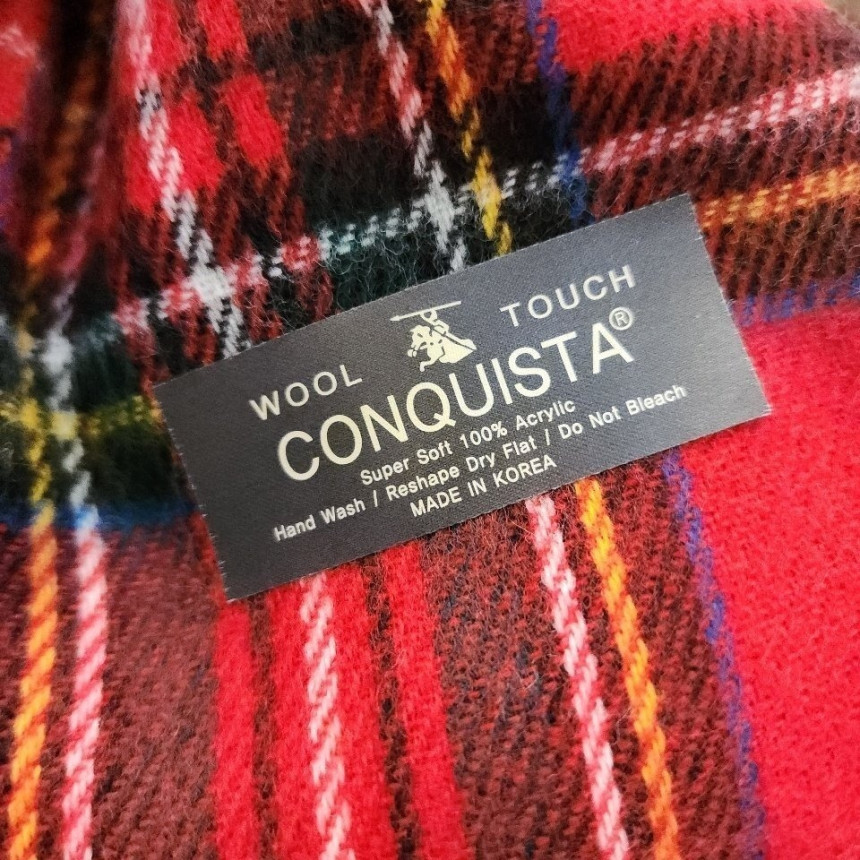 WOOL TOUCH
CONQUISTA®
Super Soft 100% Acrylic
Hand Wash / Reshape Dry Flat / Do Not Bleach
MADE IN KOREA